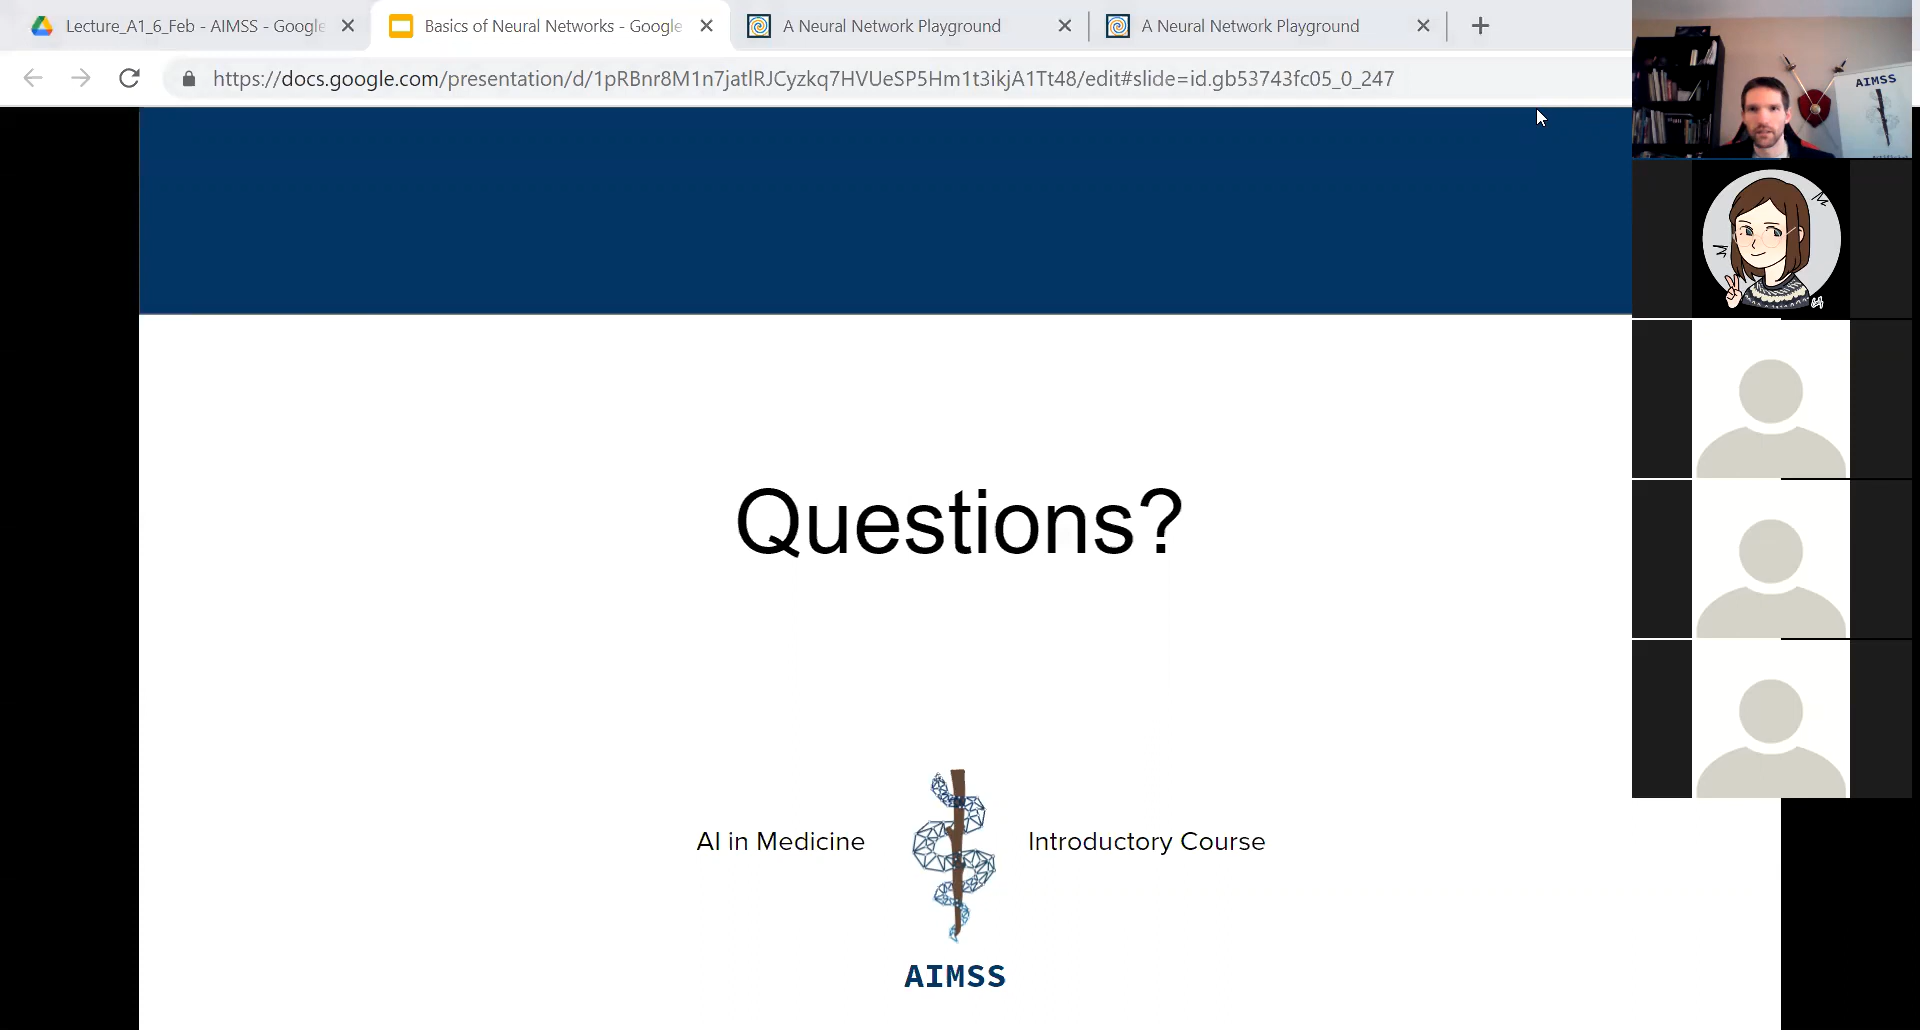 Lecture_A1_6_Feb - AIMSS - Google
Basics of Neural Networks - Google
A Neural Network Playground
A Neural Network Playground
https://docs.google.com/presentation/d/1pRBnr8M1n7jatlRJCyzkq7HVUeSP5Hm1t3ikjA1Tt48/edit#slide=id.gb53743fc05_0_247
AIMSS
Questions?
AI in Medicine
Introductory Course
AIMSS